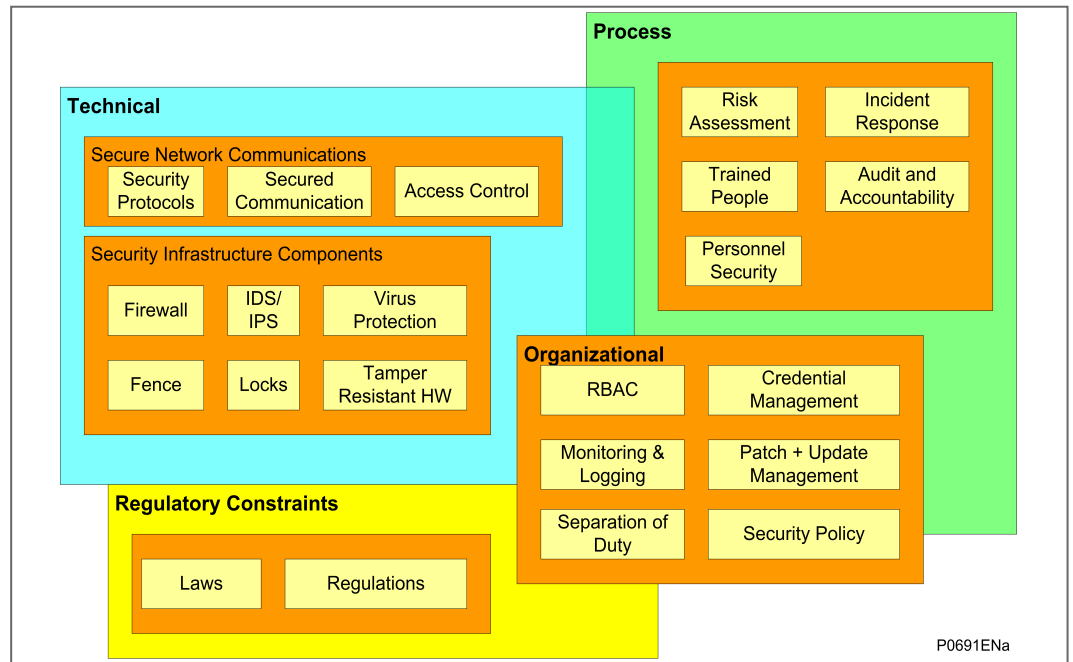 Process
Risk
Assessment
Incident
Response
Trained
People
Audit and
Accountability
Personnel
Security
Technical
Secure Network Communications
Security
Protocols
Secured
Communication
Access Control
Security Infrastructure Components
Firewall
IDS/
IPS
Virus
Protection
Fence
Locks
Tamper
Resistant HW
Organizational
RBAC
Credential
Management
Monitoring &
Logging
Patch + Update
Management
Separation of
Duty
Security Policy
Regulatory Constraints
Laws
Regulations
P0691ENa